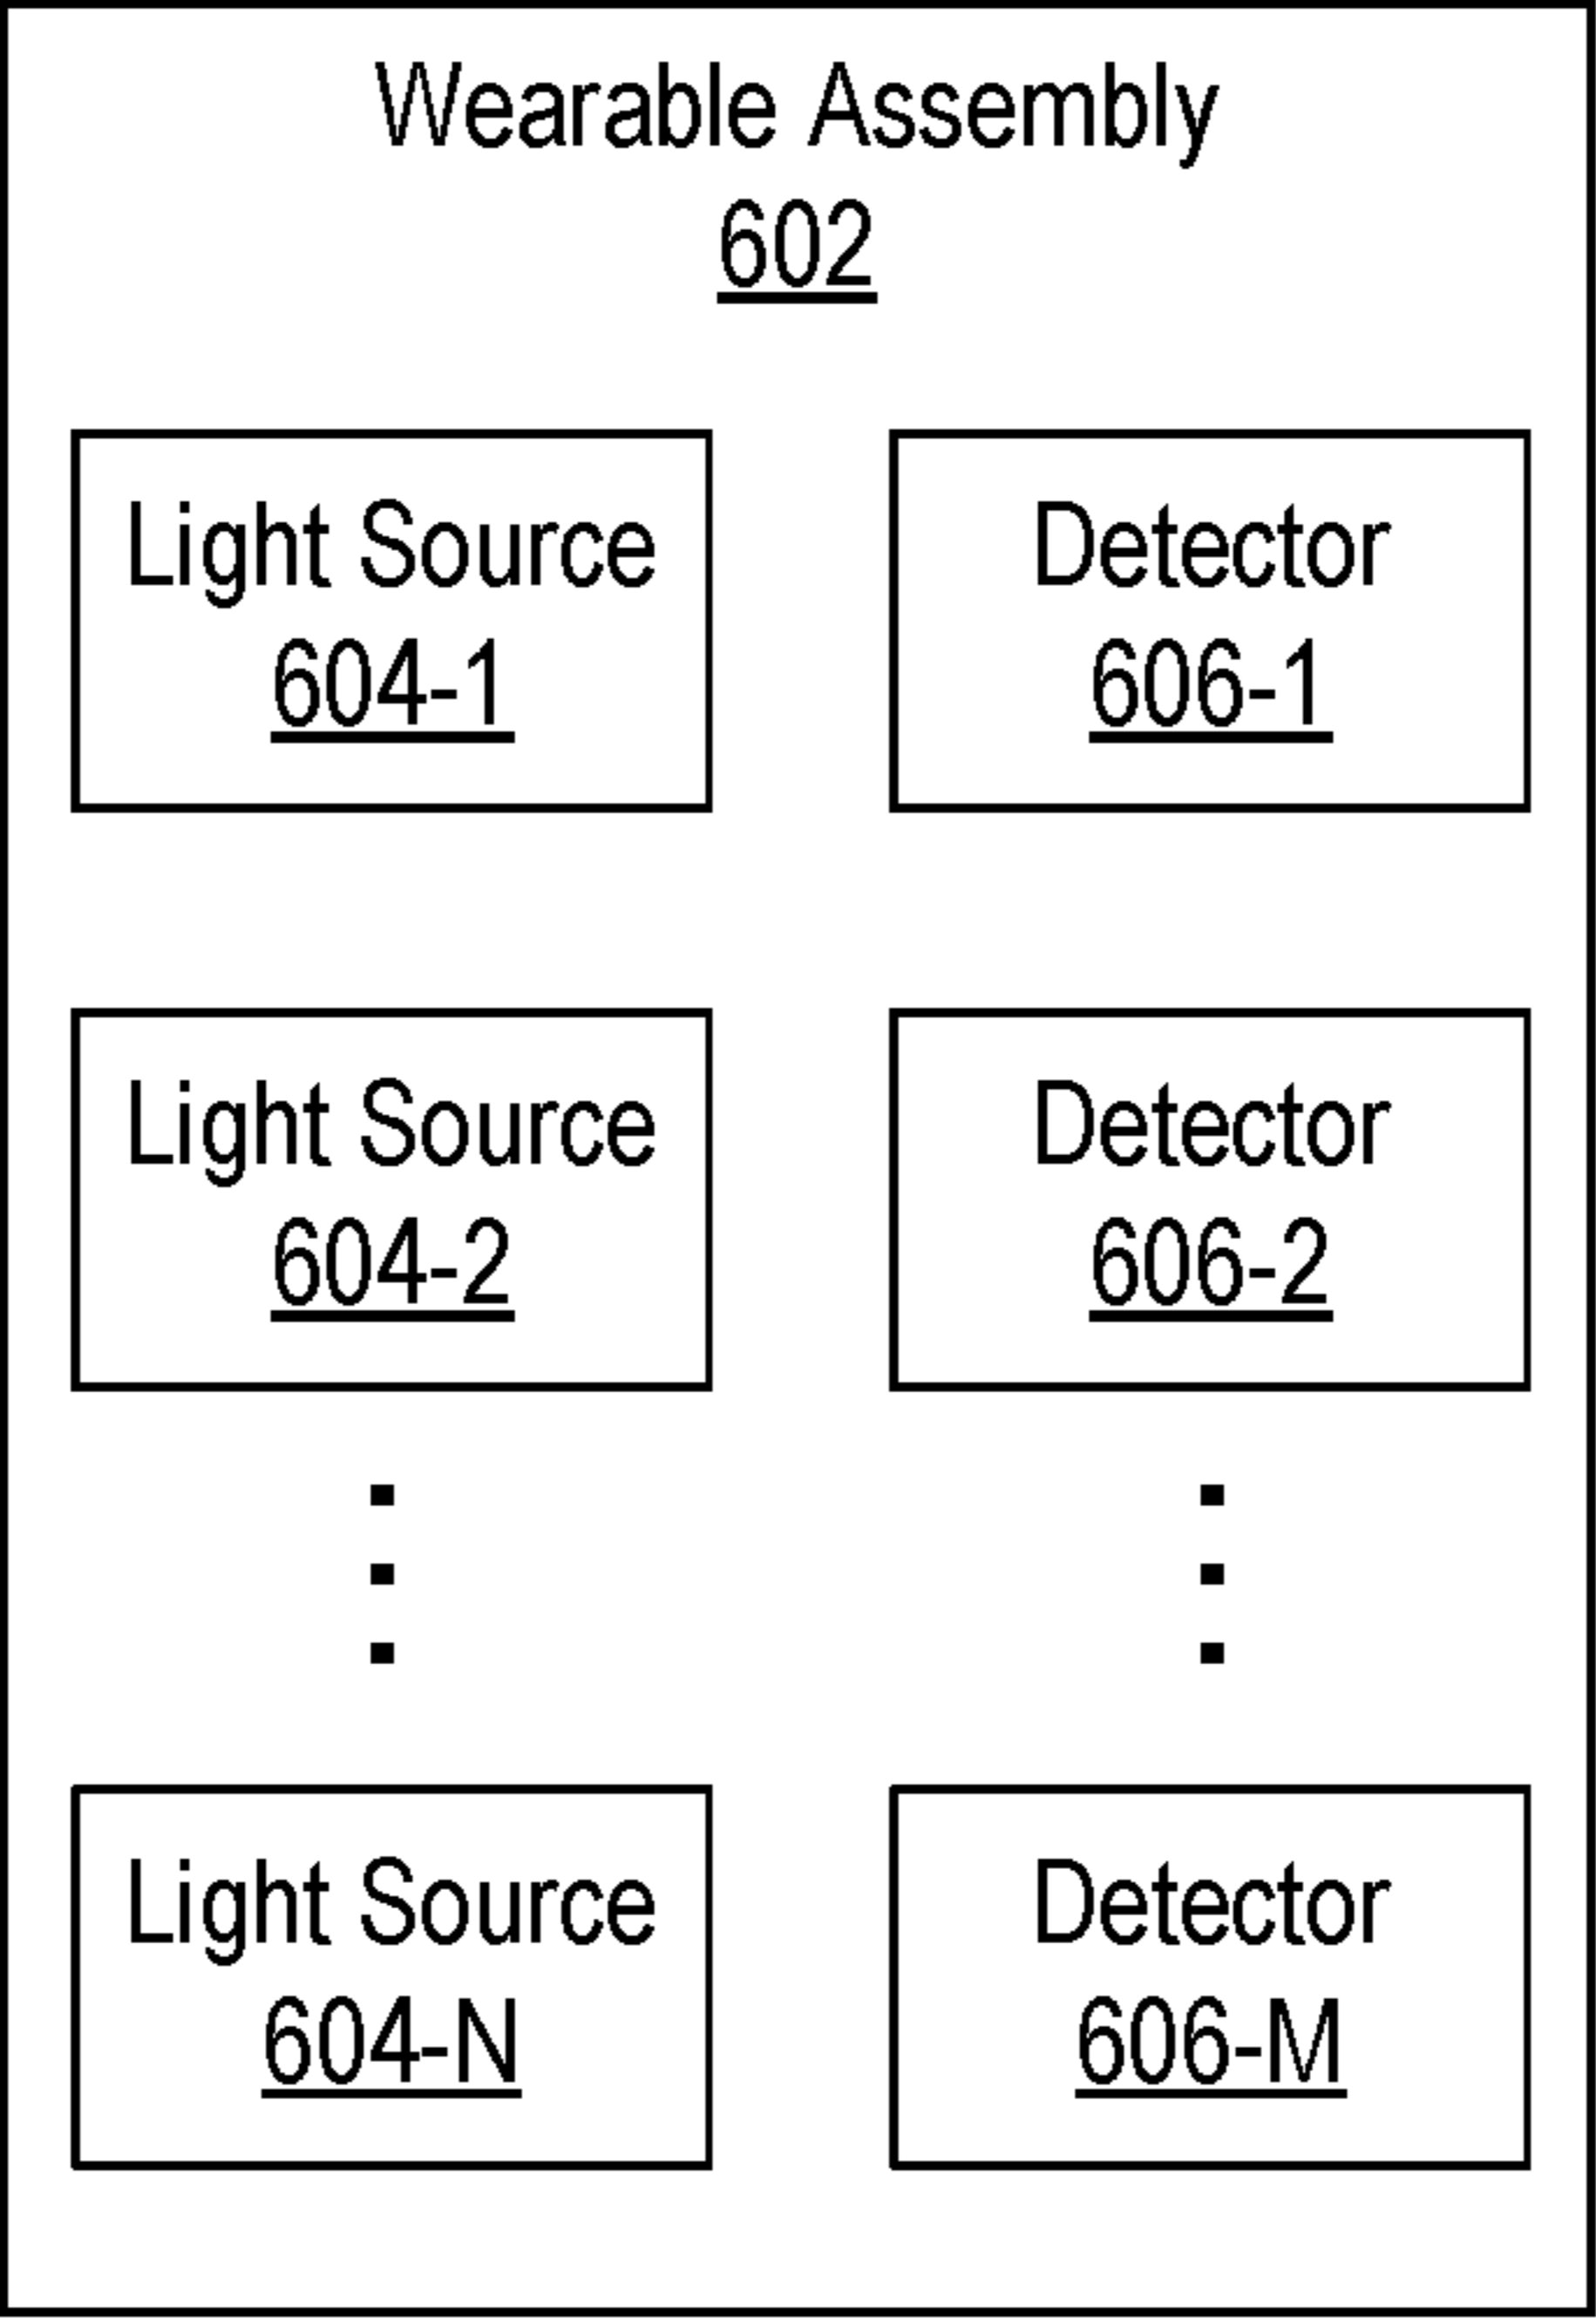 Wearable Assembly
602
Light Source
604-1
Detector
606-1
Light Source
604-2
Detector
606-2
Light Source
604-N
Detector
606-M